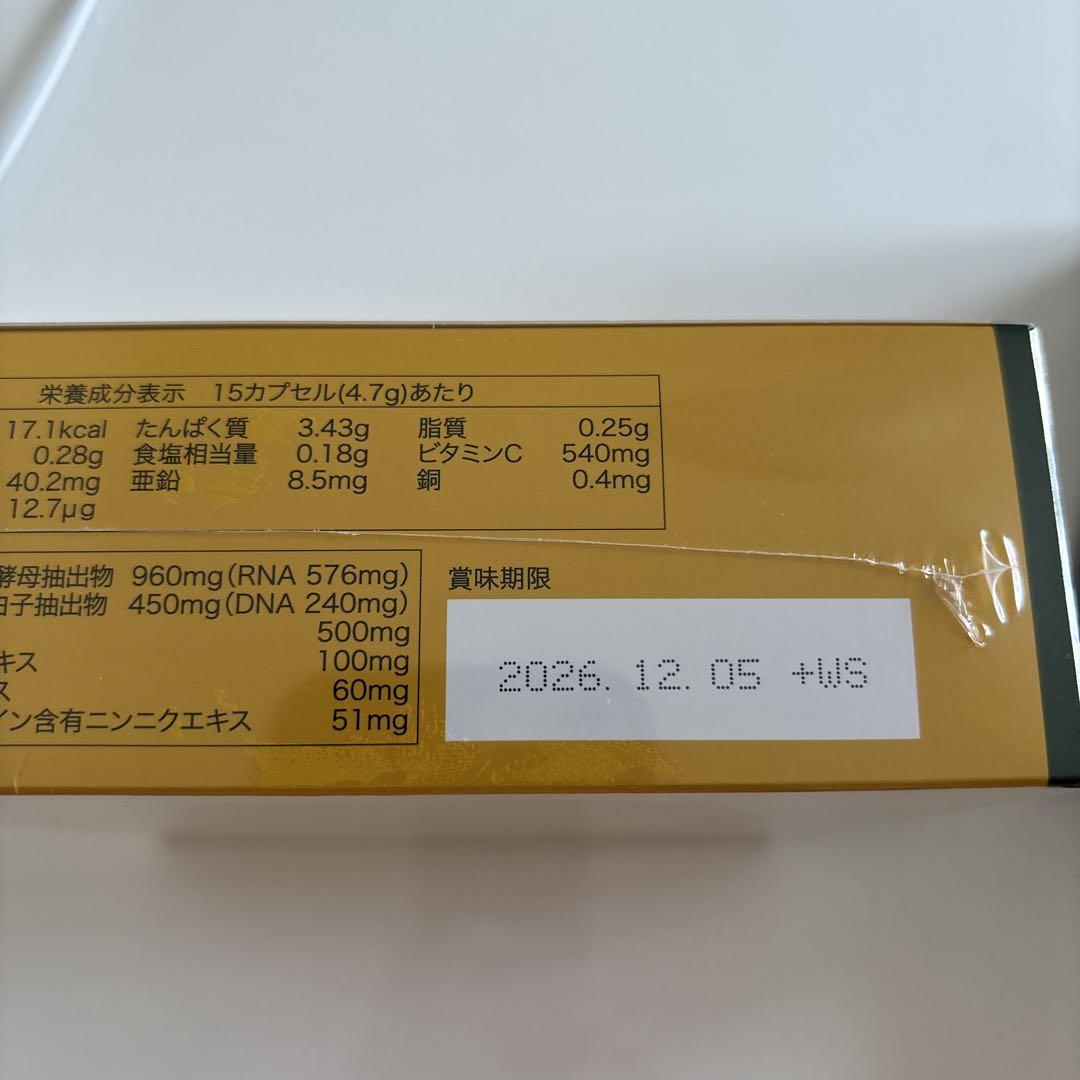 栄養成分表示 15カプセル(4.7g)あたり
17.1kcal たんぱく質 3.43g 脂質 0.25g
0.28g 食塩相当量 0.18g ビタミンC 540mg
40.2mg 亜鉛 8.5mg 銅 0.4mg
12.7μg
酵母抽出物 960mg(RNA 576mg)
白子抽出物 450mg(DNA 240mg)
500mg
キス 100mg
ス 60mg
イン含有ニンニクエキス 51mg
賞味期限
2026. 12. 05 +WS